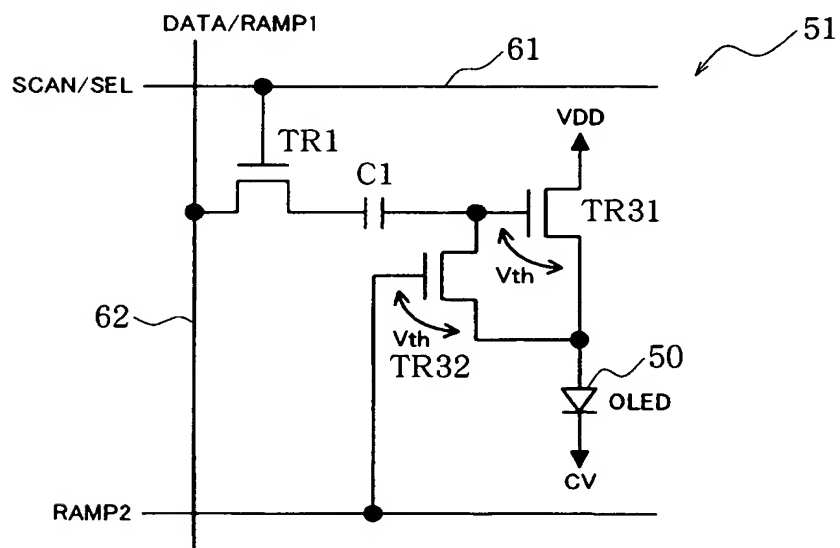 DATA/RAMP1
51
61
SCAN/SEL
VDD
TR1
C1
TR31
Vth
62
Vth
TR32
50
OLED
CV
RAMP2